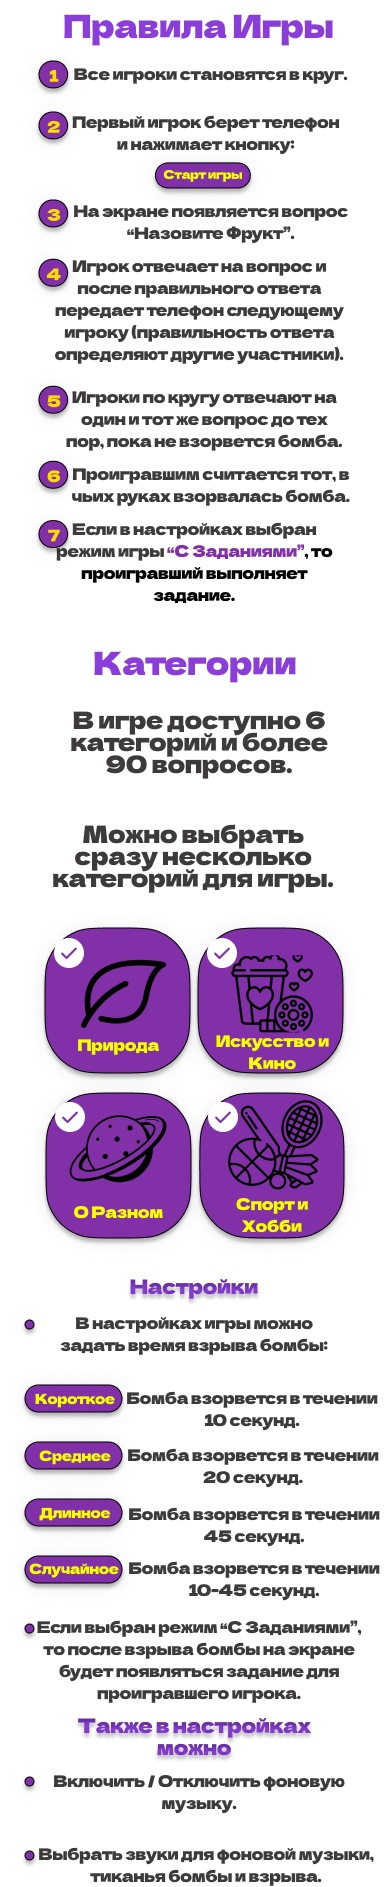 Правила Игры
1 Все игроки становятся в круг.
2 Первый игрок берет телефон
и нажимает кнопку:
Старт игры
3 На экране появляется вопрос
“Назовите Фрукт”.
4 Игрок отвечает на вопрос и
после правильного ответа
передает телефон следующему
игроку (правильность ответа
определяют другие участники).
5 Игроки по кругу отвечают на
один и тот же вопрос до тех
пор, пока не взорвется бомба.
6 Проигравшим считается тот, в
чьих руках взорвалась бомба.
7 Если в настройках выбран
режим игры “С Заданиями”, то
проигравший выполняет
задание.
Категории
В игре доступно 6
категорий и более
90 вопросов.
Можно выбрать
сразу несколько
категорий для игры.
Природа
Искусство и
Кино
О Разном
Спорт и
Хобби
Настройки
В настройках игры можно
задать время взрыва бомбы:
Короткое Бомба взорвется в течении
10 секунд.
Среднее Бомба взорвется в течении
20 секунд.
Длинное Бомба взорвется в течении
45 секунд.
Случайное Бомба взорвется в течении
10-45 секунд.
Если выбран режим “С Заданиями”,
то после взрыва бомбы на экране
будет появляться задание для
проигравшего игрока.
Также в настройках
можно
Включить / Отключить фоновую
музыку.
Выбрать звуки для фоновой музыки,
тиканья бомбы и взрыва.